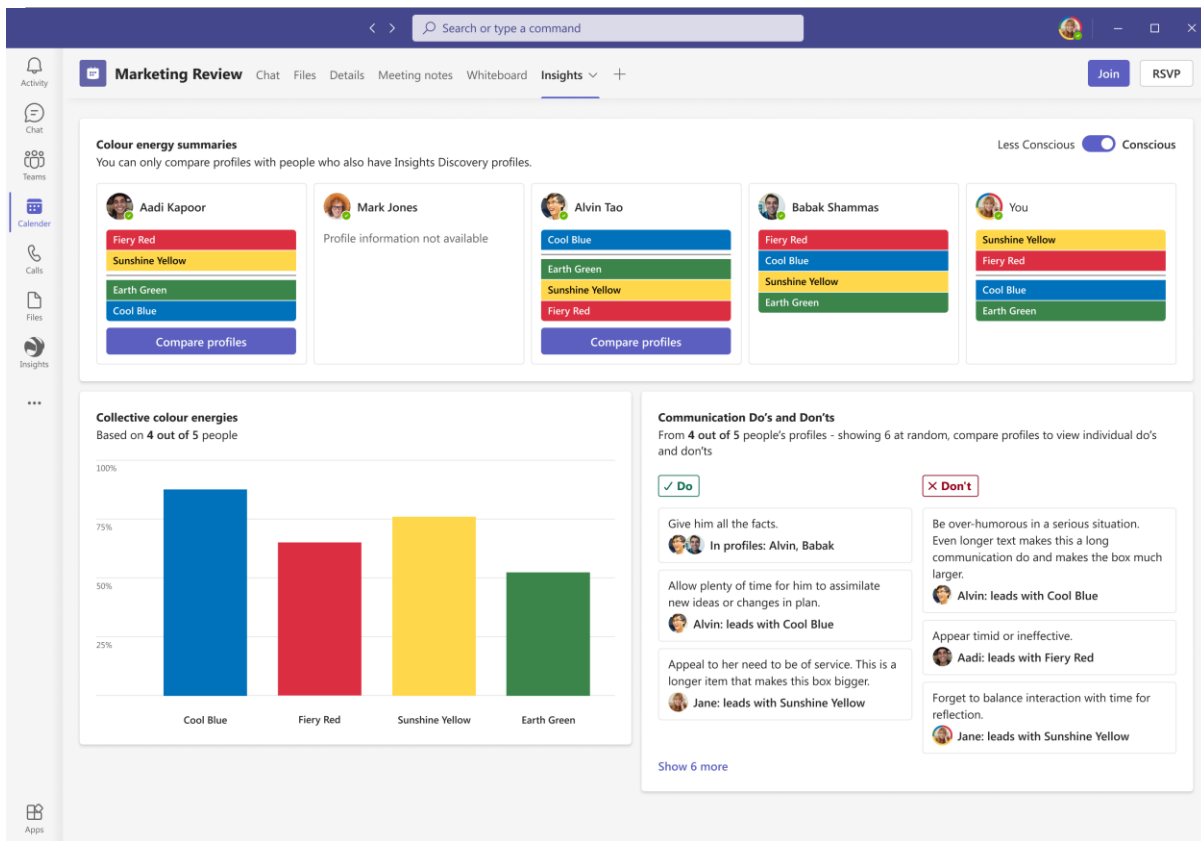 Search or type a command
Activity
Chat
Teams
Calender
Calls
Files
Insights
Apps
Marketing Review Chat Files Details Meeting notes Whiteboard Insights
Join RSVP
Colour energy summaries
You can only compare profiles with people who also have Insights Discovery profiles.
Less Conscious Conscious
Aadi Kapoor
Fiery Red
Sunshine Yellow
Earth Green
Cool Blue
Compare profiles
Mark Jones
Profile information not available
Alvin Tao
Cool Blue
Earth Green
Sunshine Yellow
Fiery Red
Compare profiles
Babak Shammas
Fiery Red
Cool Blue
Sunshine Yellow
Earth Green
You
Sunshine Yellow
Fiery Red
Cool Blue
Earth Green
Collective colour energies
Based on 4 out of 5 people
100%
75%
50%
25%
Cool Blue Fiery Red Sunshine Yellow Earth Green
Communication Do's and Don'ts
From 4 out of 5 people's profiles - showing 6 at random, compare profiles to view individual do's
and don'ts
Do
Give him all the facts.
In profiles: Alvin, Babak
Allow plenty of time for him to assimilate
new ideas or changes in plan.
Alvin: leads with Cool Blue
Appeal to her need to be of service. This is a
longer item that makes this box bigger.
Jane: leads with Sunshine Yellow
Don't
Be over-humorous in a serious situation.
Even longer text makes this a long
communication do and makes the box much
larger.
Alvin: leads with Cool Blue
Appear timid or ineffective.
Aadi: leads with Fiery Red
Forget to balance interaction with time for
reflection.
Jane: leads with Sunshine Yellow
Show 6 more